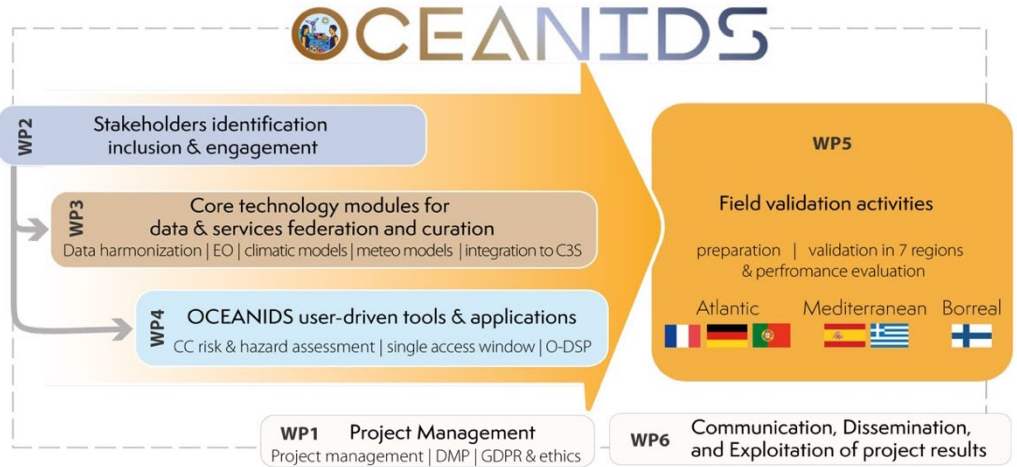 OCEANIDS
WP2
Stakeholders identification
inclusion & engagement
WP3
Core technology modules for
data & services federation and curation
Data harmonization | EO | climatic models | meteo models | integration to C3S
WP4
OCEANIDS user-driven tools & applications
CC risk & hazard assessment | single access window | O-DSP
WP5
Field validation activities
preparation | validation in 7 regions
& perfromance evaluation
Atlantic Mediterranean Borreal
WP1 Project Management
Project management | DMP | GDPR & ethics
WP6
Communication, Dissemination,
and Exploitation of project results